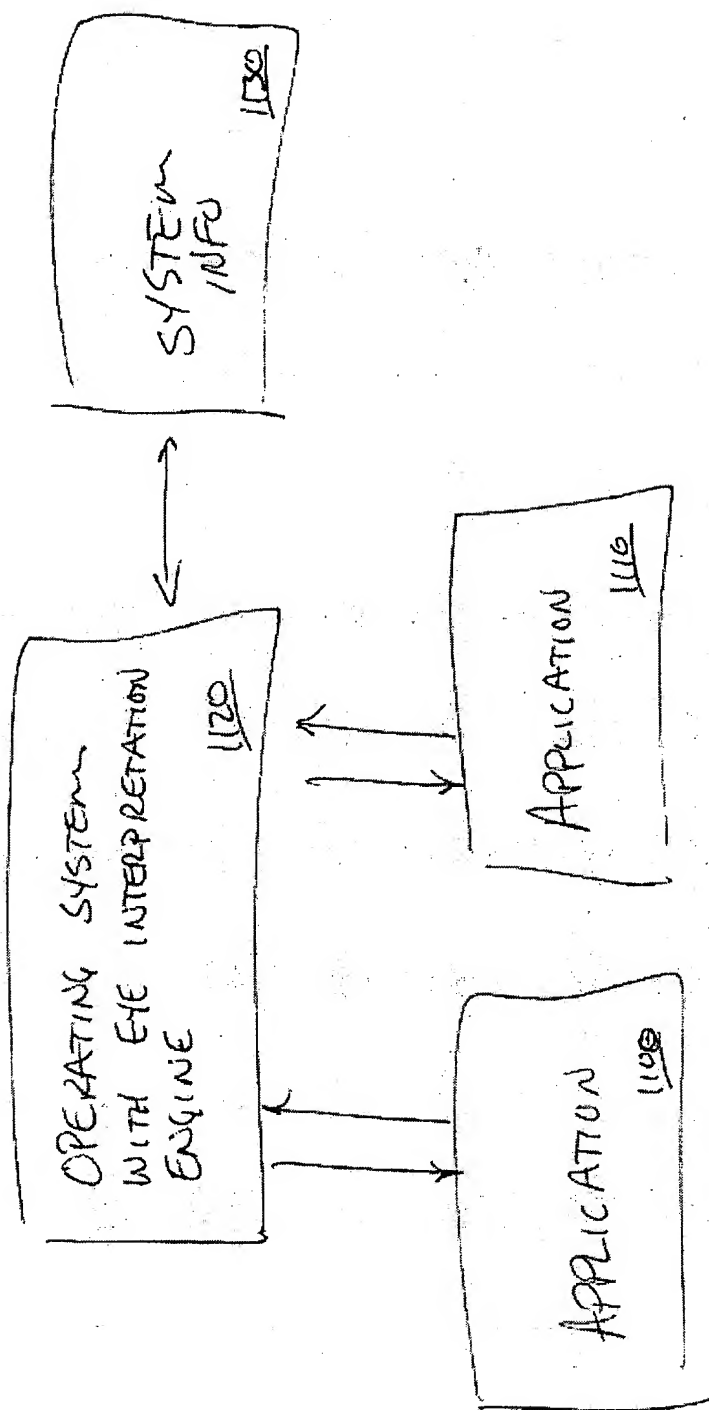 OPERATING SYSTEM
WITH EYE INTERPRETATION
ENGINE
1120
SYSTEM
INFO
1130
APPLICATION
1100
APPLICATION
1110